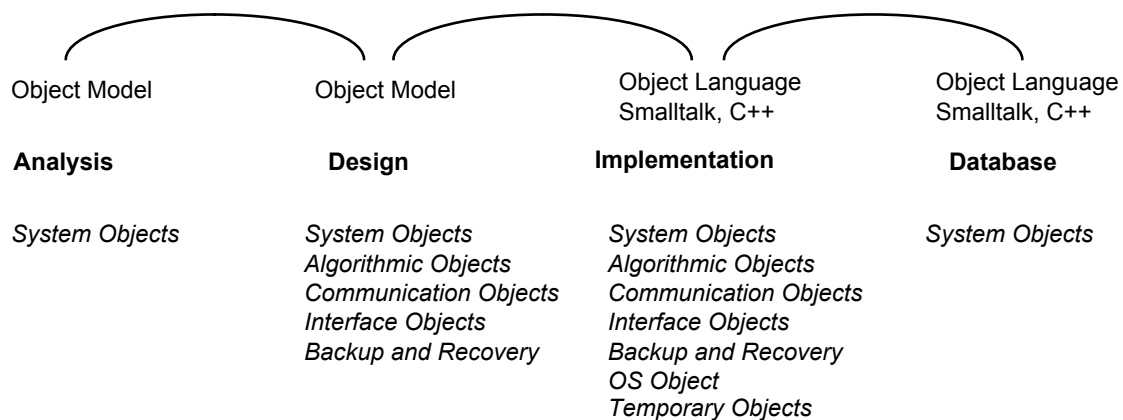 Object Model
Object Model
Object Language
Smalltalk, C++
Object Language
Smalltalk, C++
Analysis
Design
Implementation
Database
System Objects
System Objects
Algorithmic Objects
Communication Objects
Interface Objects
Backup and Recovery
System Objects
Algorithmic Objects
Communication Objects
Interface Objects
Backup and Recovery
OS Object
Temporary Objects
System Objects